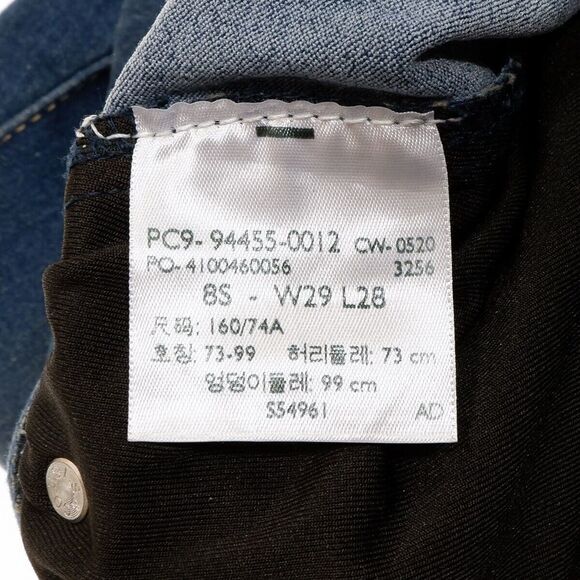 PC9- 94455-0012 CW- 0520
PO-4100460056 3256
8S - W29 L28
尺码: 160/74A
호칭: 73-99 허리둘레: 73 cm
엉덩이둘레: 99 cm
S54961 AD